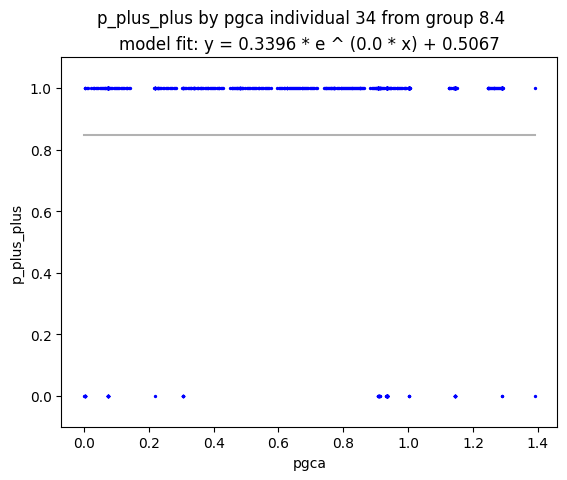 p_plus_plus by pgca individual 34 from group 8.4
model fit: y = 0.3396 * e ^ (0.0 * x) + 0.5067
1.0
0.8
0.6
0.4
0.2
0.0
p_plus_plus
0.0 0.2 0.4 0.6 0.8 1.0 1.2 1.4
pgca